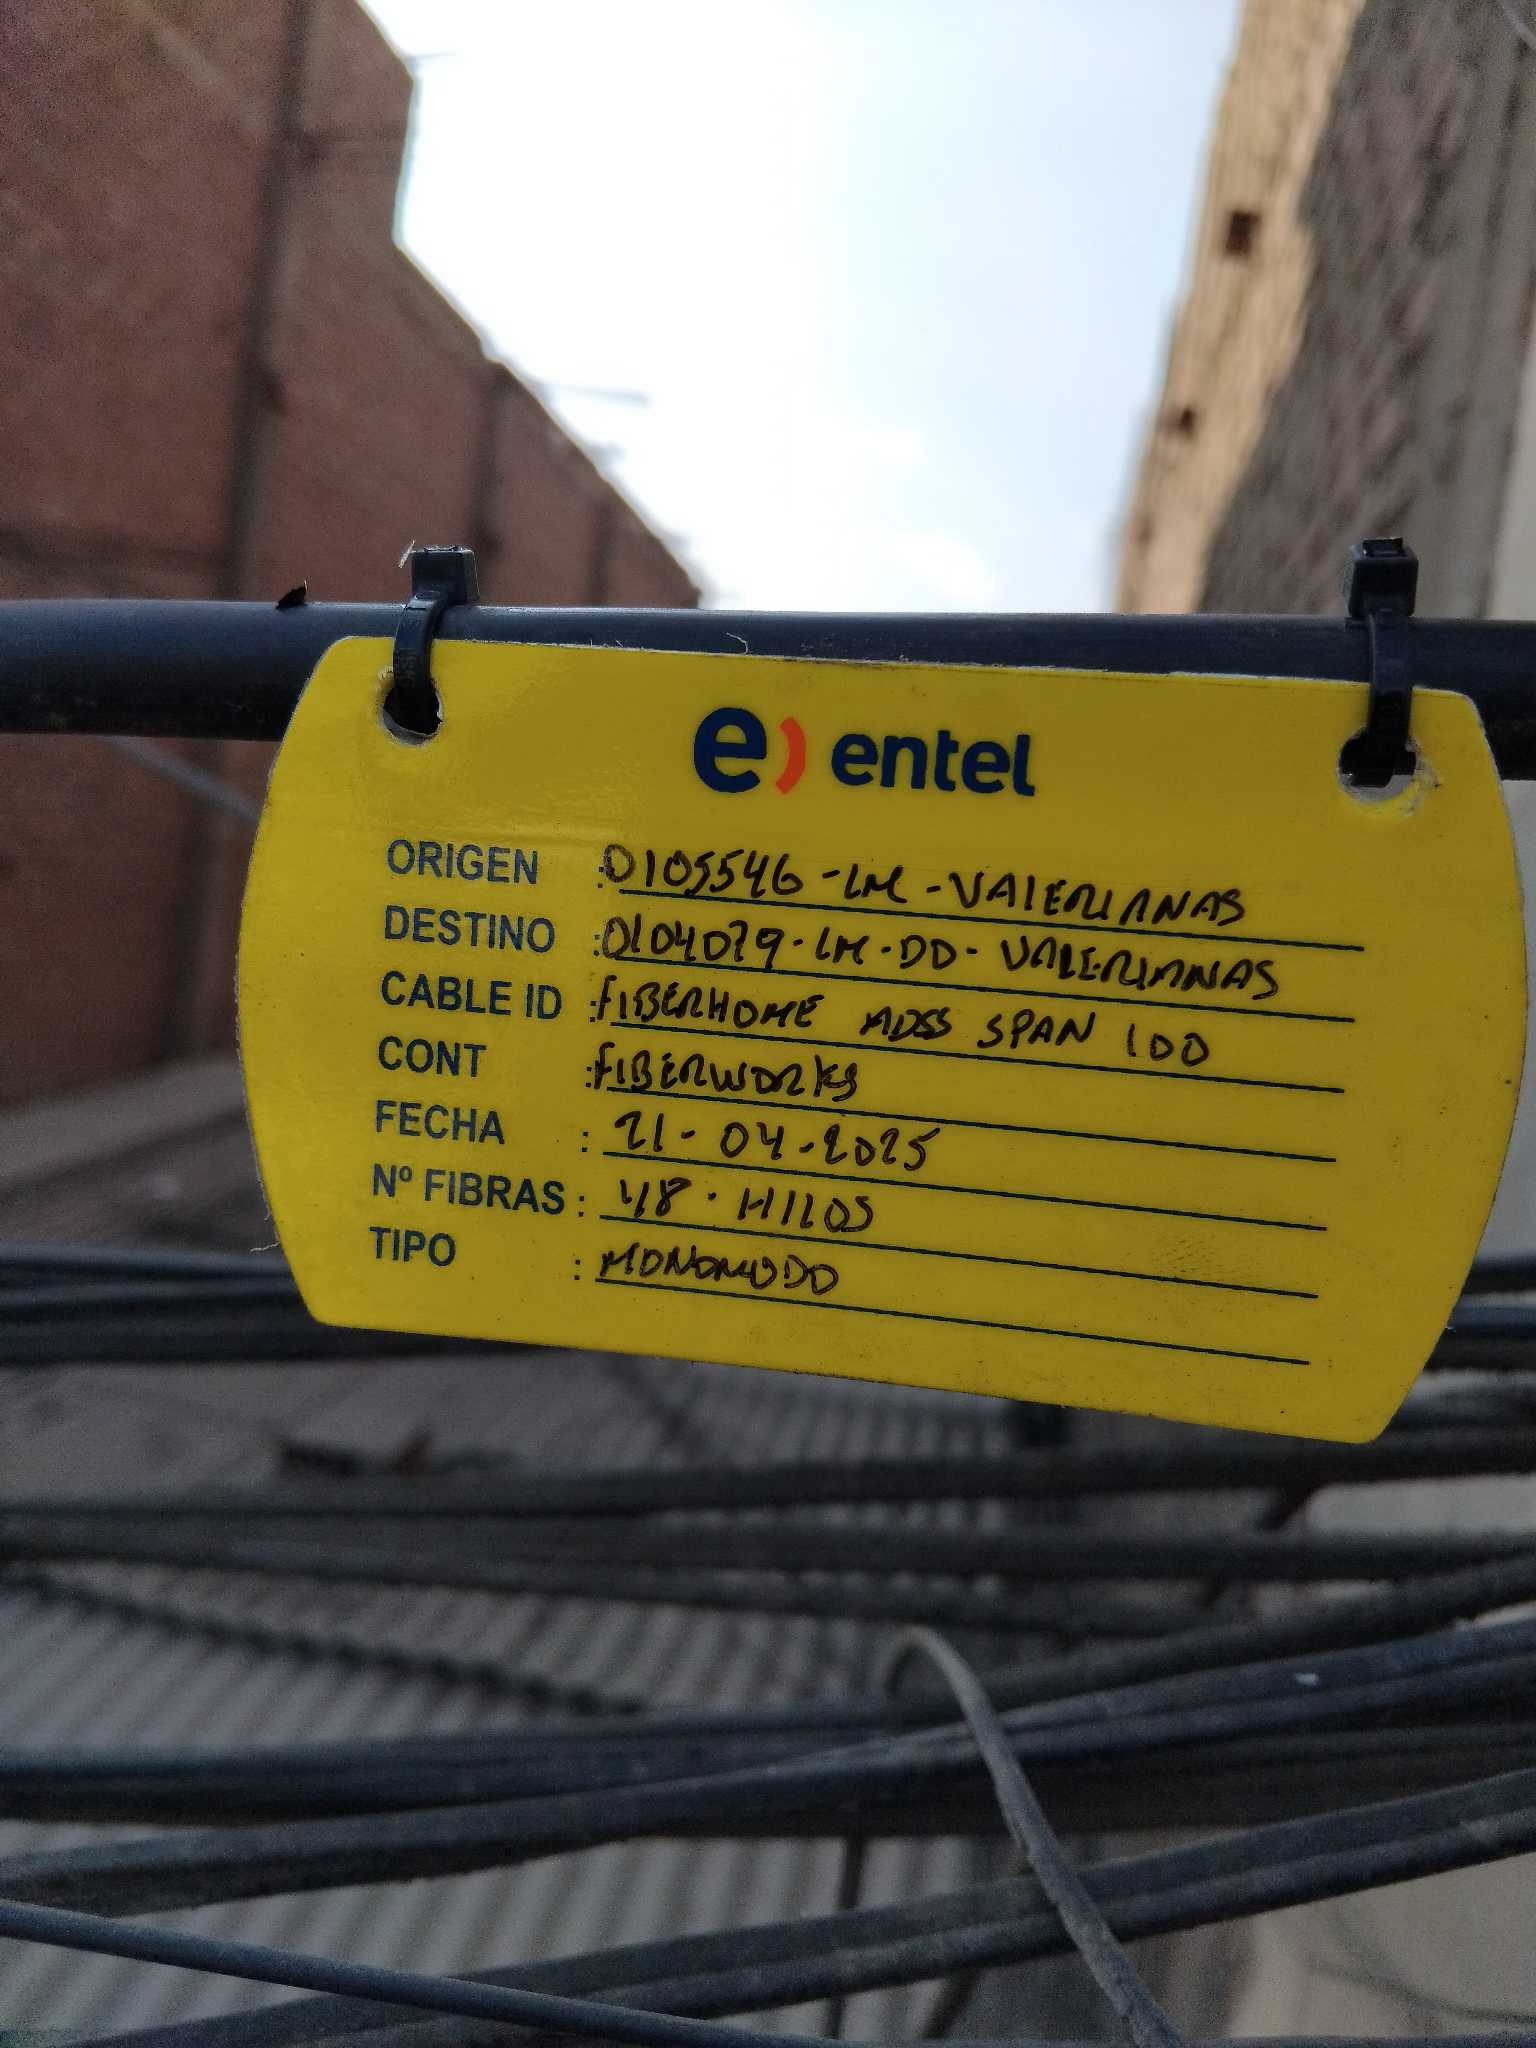 e) entel
ORIGEN : 0105546-LM-VALERIANAS
DESTINO : 0104079-LM-DD-VALERIANAS
CABLE ID : FIBERHOME ADSS SPAN 100
CONT : FIBERWORKS
FECHA : 21-04-2025
Nº FIBRAS : 48·HILOS
TIPO : MONOMODO